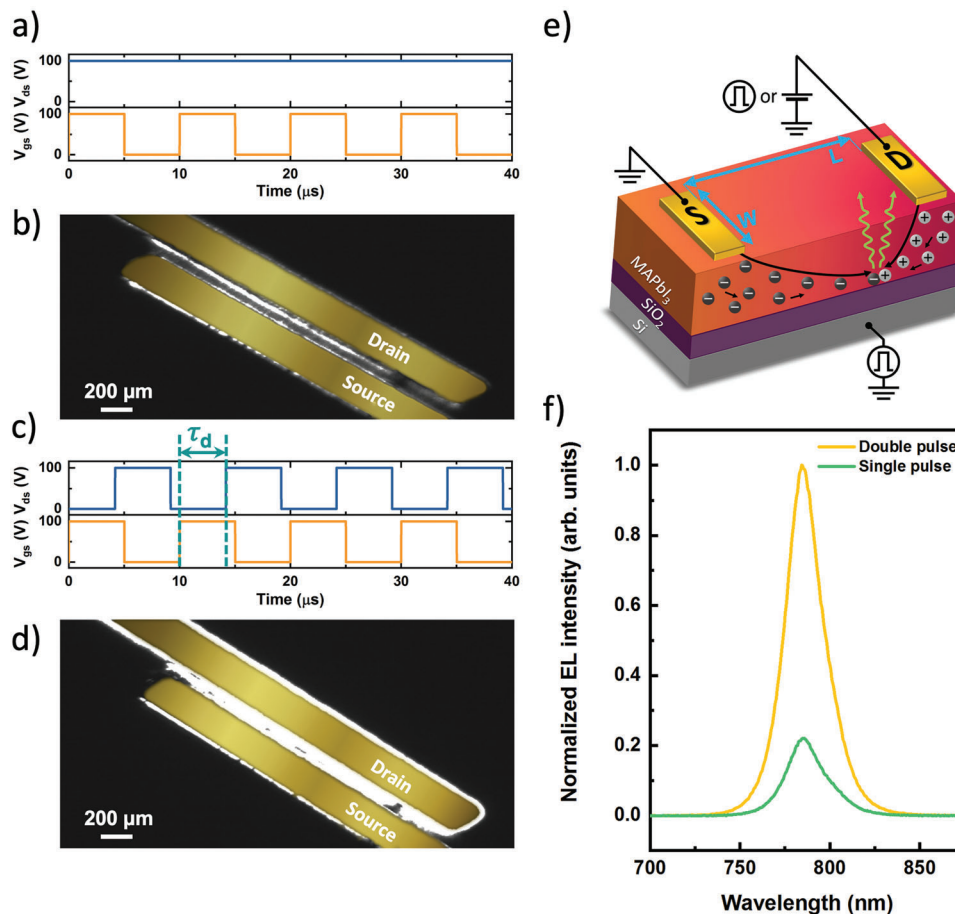 a)
100
0
V_ds (V)
100
0
V_gs (V)
0 10 20 30 40
Time (μs)
b)
Drain
Source
200 μm
c)
τ_d
100
0
V_ds (V)
100
0
V_gs (V)
0 10 20 30 40
Time (μs)
d)
Drain
Source
200 μm
e)
or
L
D
S
W
MAPbI₃
SiO₂
Si
f)
Double pulse
Single pulse
1.0
0.8
0.6
0.4
0.2
0.0
Normalized EL intensity (arb. units)
700 750 800 850
Wavelength (nm)